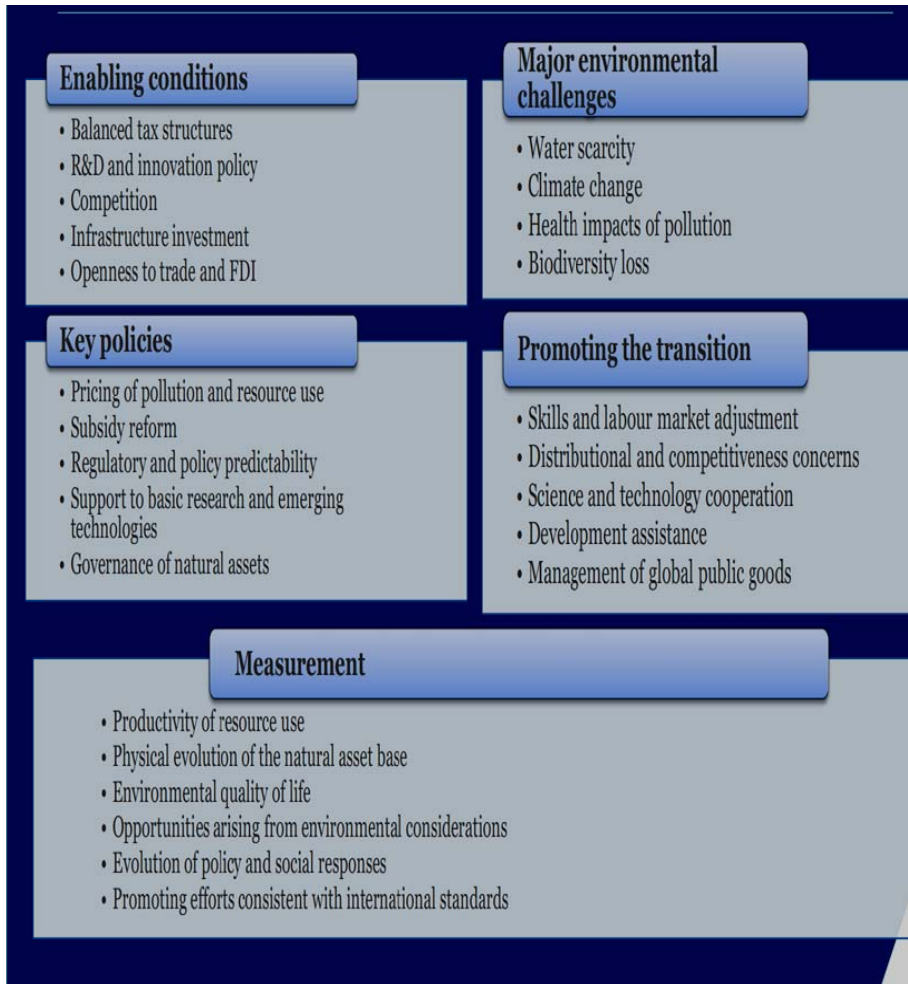 Enabling conditions
• Balanced tax structures
• R&D and innovation policy
• Competition
• Infrastructure investment
• Openness to trade and FDI
Major environmental
challenges
• Water scarcity
• Climate change
• Health impacts of pollution
• Biodiversity loss
Key policies
• Pricing of pollution and resource use
• Subsidy reform
• Regulatory and policy predictability
• Support to basic research and emerging
technologies
• Governance of natural assets
Promoting the transition
• Skills and labour market adjustment
• Distributional and competitiveness concerns
• Science and technology cooperation
• Development assistance
• Management of global public goods
Measurement
• Productivity of resource use
• Physical evolution of the natural asset base
• Environmental quality of life
• Opportunities arising from environmental considerations
• Evolution of policy and social responses
• Promoting efforts consistent with international standards